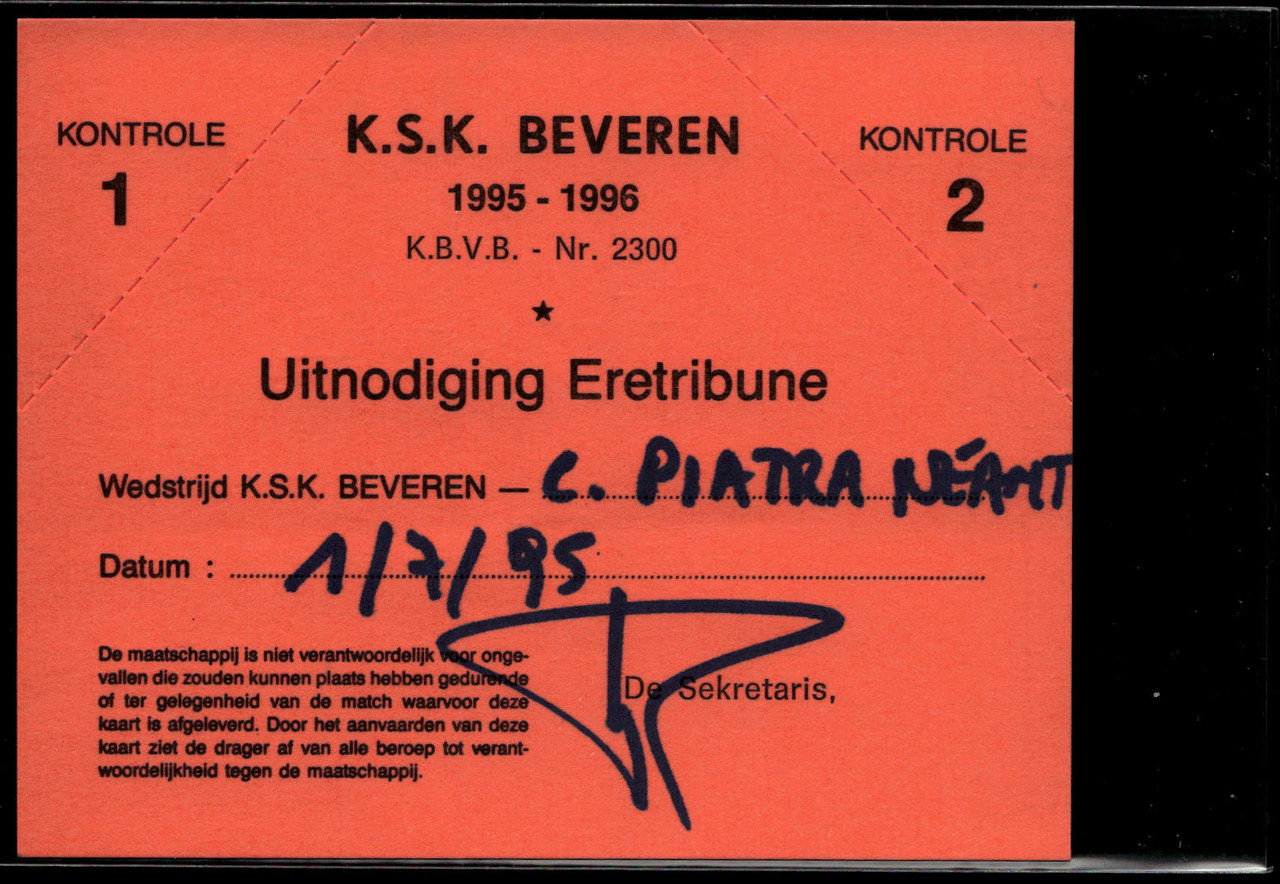 KONTROLE
1
K.S.K. BEVEREN
1995 - 1996
K.B.V.B. - Nr. 2300
KONTROLE
2
Uitnodiging Eretribune
Wedstrijd K.S.K. BEVEREN — C. PIATRA NÉAMT
Datum : 1/7/95
De maatschappij is niet verantwoordelijk voor onge-
vallen die zouden kunnen plaats hebben gedurende
of ter gelegenheid van de match waarvoor deze
kaart is afgeleverd. Door het aanvaarden van deze
kaart ziet de drager af van alle beroep tot verant-
woordelijkheid tegen de maatschappij.
De Sekretaris,